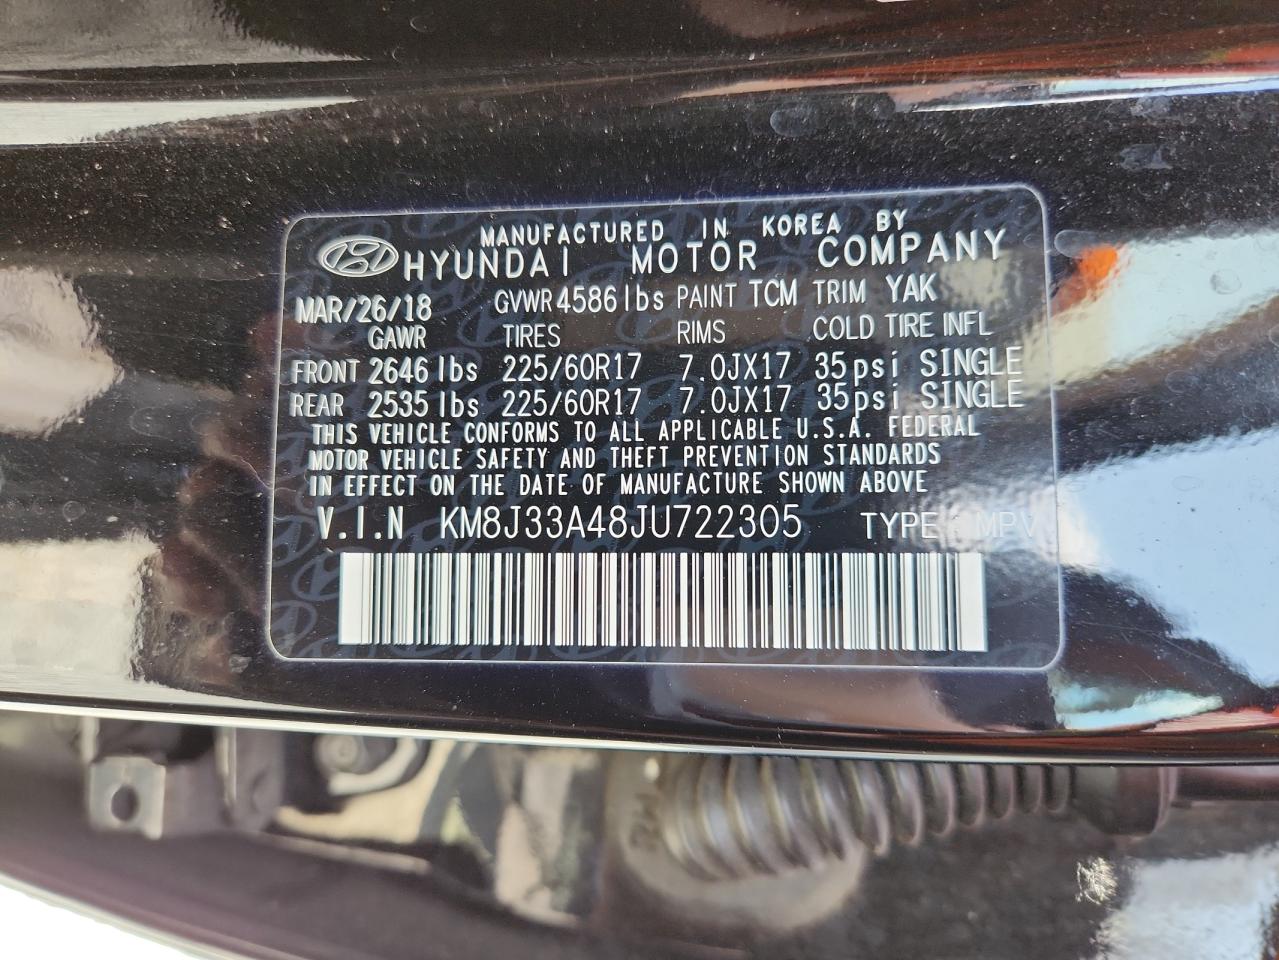 MANUFACTURED IN KOREA BY
HYUNDAI MOTOR COMPANY
MAR/26/18 GVWR 4586 lbs PAINT TCM TRIM YAK
GAWR TIRES RIMS COLD TIRE INFL
FRONT 2646 lbs 225/60R17 7.0JX17 35psi SINGLE
REAR 2535 lbs 225/60R17 7.0JX17 35psi SINGLE
THIS VEHICLE CONFORMS TO ALL APPLICABLE U.S.A. FEDERAL
MOTOR VEHICLE SAFETY AND THEFT PREVENTION STANDARDS
IN EFFECT ON THE DATE OF MANUFACTURE SHOWN ABOVE
V.I.N KM8J33A48JU722305 TYPE MPV